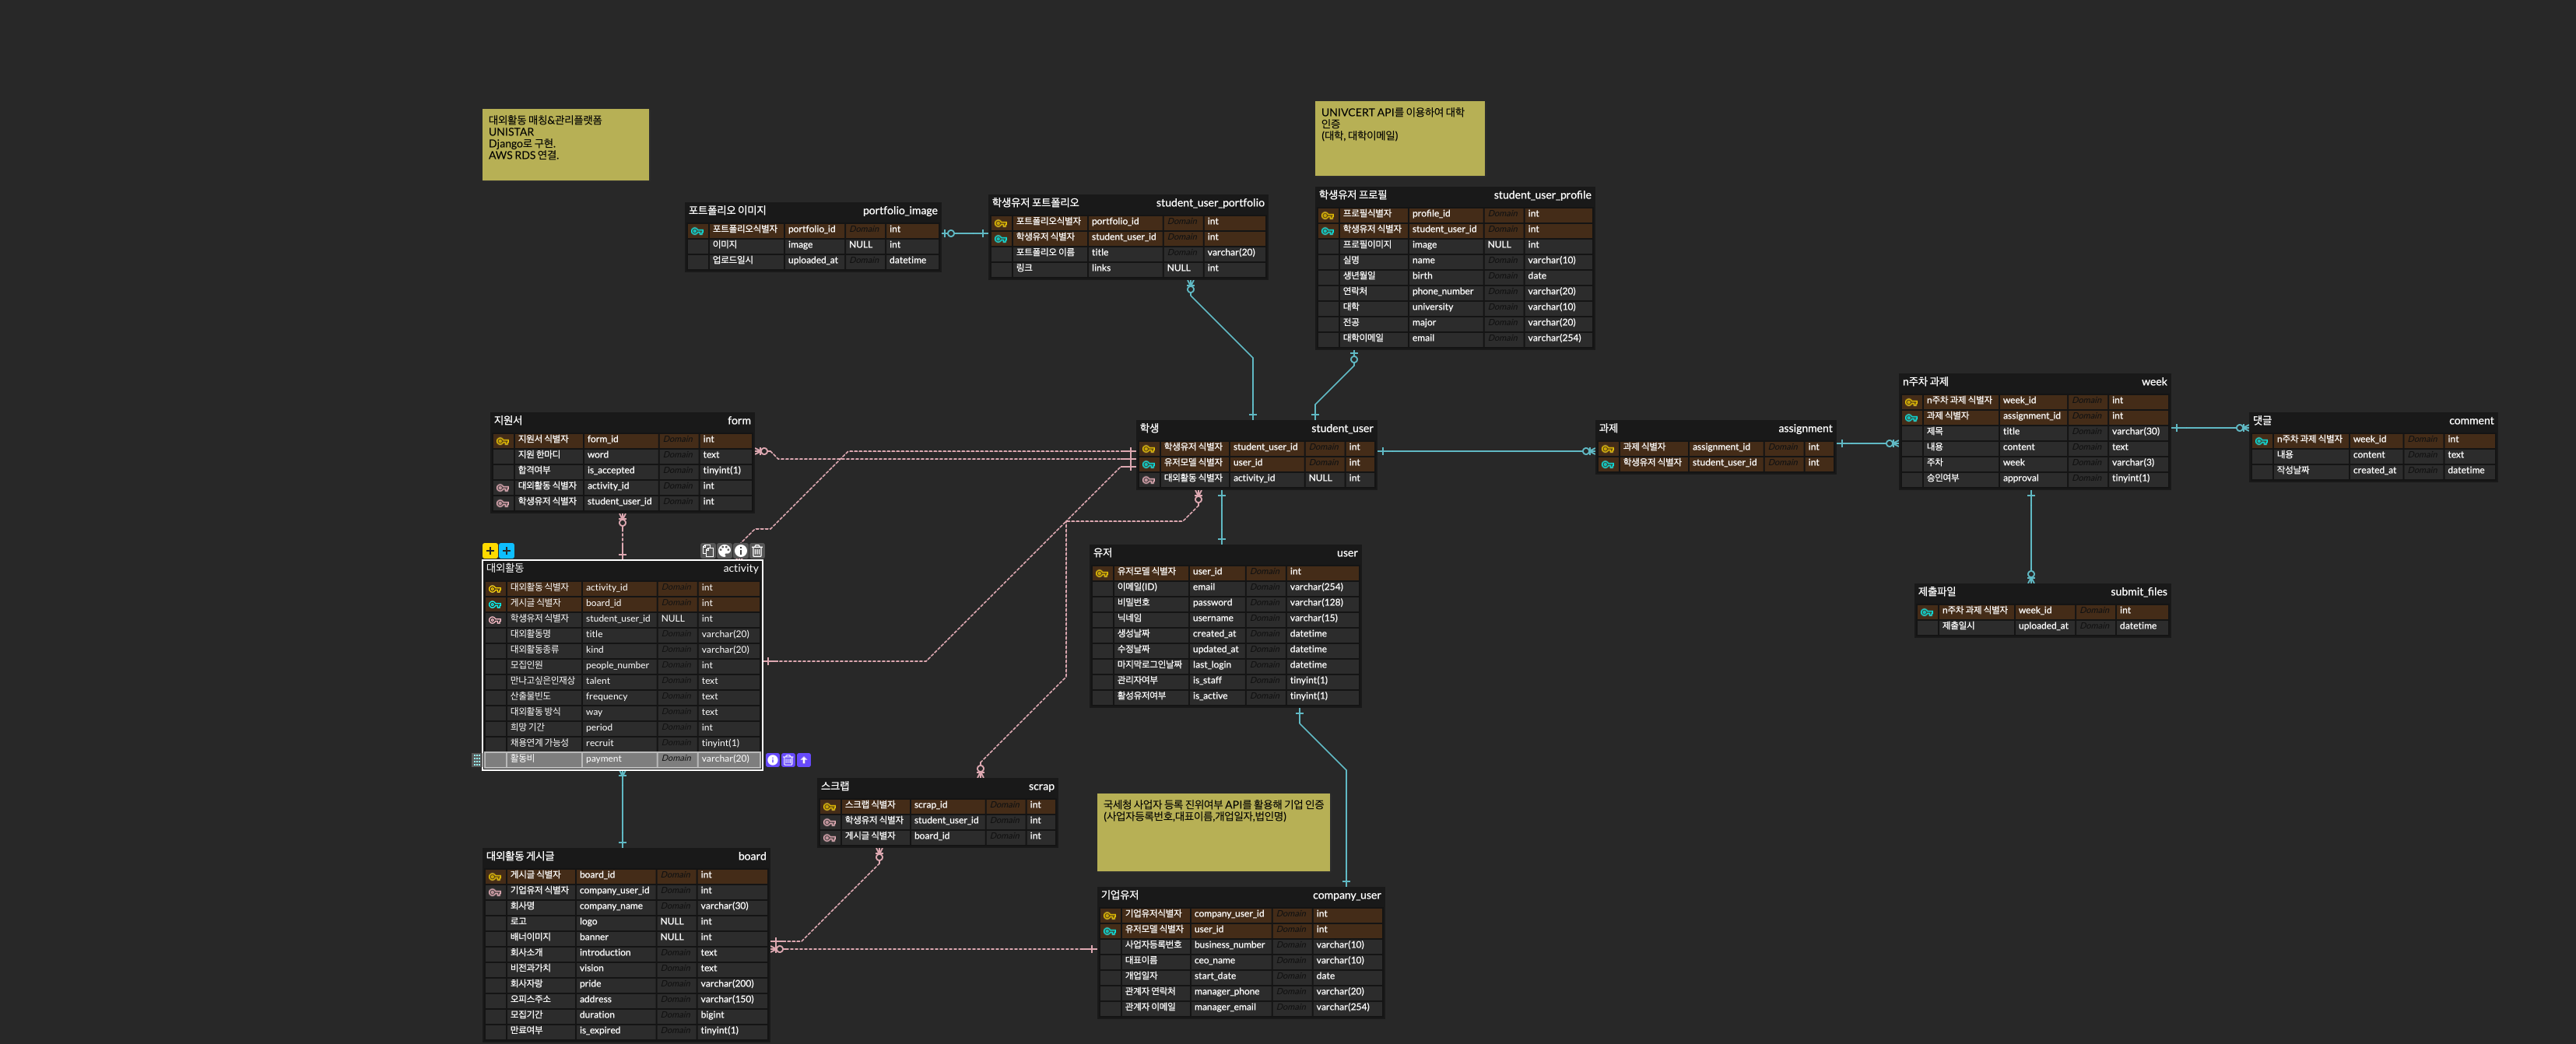 대외활동 매칭&관리플랫폼
UNISTAR
Django로 구현.
AWS RDS 연결.
UNIVCERT API를 이용하여 대학
인증
(대학, 대학이메일)
포트폴리오 이미지 portfolio_image
포트폴리오식별자 portfolio_id Domain int
이미지 image NULL int
업로드일시 uploaded_at Domain datetime
학생유저 포트폴리오 student_user_portfolio
포트폴리오식별자 portfolio_id Domain int
학생유저 식별자 student_user_id Domain int
포트폴리오 이름 title Domain varchar(20)
링크 links NULL int
학생유저 프로필 student_user_profile
프로필식별자 profile_id Domain int
학생유저 식별자 student_user_id Domain int
프로필이미지 image NULL int
실명 name Domain varchar(10)
생년월일 birth Domain date
연락처 phone_number Domain varchar(20)
대학 university Domain varchar(10)
전공 major Domain varchar(20)
대학이메일 email Domain varchar(254)
지원서 form
지원서 식별자 form_id Domain int
지원 한마디 word Domain text
합격여부 is_accepted Domain tinyint(1)
대외활동 식별자 activity_id Domain int
학생유저 식별자 student_user_id Domain int
학생 student_user
학생유저 식별자 student_user_id Domain int
유저모델 식별자 user_id Domain int
대외활동 식별자 activity_id NULL int
과제 assignment
과제 식별자 assignment_id Domain int
학생유저 식별자 student_user_id Domain int
n주차 과제 week
n주차 과제 식별자 week_id Domain int
과제 식별자 assignment_id Domain int
제목 title Domain varchar(30)
내용 content Domain text
주차 week Domain varchar(3)
승인여부 approval Domain tinyint(1)
댓글 comment
n주차 과제 식별자 week_id Domain int
내용 content Domain text
작성날짜 created_at Domain datetime
대외활동 activity
대외활동 식별자 activity_id Domain int
게시글 식별자 board_id Domain int
학생유저 식별자 student_user_id NULL int
대외활동명 title Domain varchar(20)
대외활동종류 kind Domain varchar(20)
모집인원 people_number Domain int
만나고싶은인재상 talent Domain text
산출물빈도 frequency Domain text
대외활동 방식 way Domain text
희망 기간 period Domain int
채용연계 가능성 recruit Domain tinyint(1)
활동비 payment Domain varchar(20)
유저 user
유저모델 식별자 user_id Domain int
이메일(ID) email Domain varchar(254)
비밀번호 password Domain varchar(128)
닉네임 username Domain varchar(15)
생성날짜 created_at Domain datetime
수정날짜 updated_at Domain datetime
마지막로그인날짜 last_login Domain datetime
관리자여부 is_staff Domain tinyint(1)
활성유저여부 is_active Domain tinyint(1)
제출파일 submit_files
n주차 과제 식별자 week_id Domain int
제출일시 uploaded_at Domain datetime
스크랩 scrap
스크랩 식별자 scrap_id Domain int
학생유저 식별자 student_user_id Domain int
게시글 식별자 board_id Domain int
국세청 사업자 등록 진위여부 API를 활용해 기업 인증
(사업자등록번호,대표이름,개업일자,법인명)
대외활동 게시글 board
게시글 식별자 board_id Domain int
기업유저 식별자 company_user_id Domain int
회사명 company_name Domain varchar(30)
로고 logo NULL int
배너이미지 banner NULL int
회사소개 introduction Domain text
비전과가치 vision Domain text
회사자랑 pride Domain varchar(200)
오피스주소 address Domain varchar(150)
모집기간 duration Domain bigint
만료여부 is_expired Domain tinyint(1)
기업유저 company_user
기업유저식별자 company_user_id Domain int
유저모델 식별자 user_id Domain int
사업자등록번호 business_number Domain varchar(10)
대표이름 ceo_name Domain varchar(10)
개업일자 start_date Domain date
관계자 연락처 manager_phone Domain varchar(20)
관계자 이메일 manager_email Domain varchar(254)